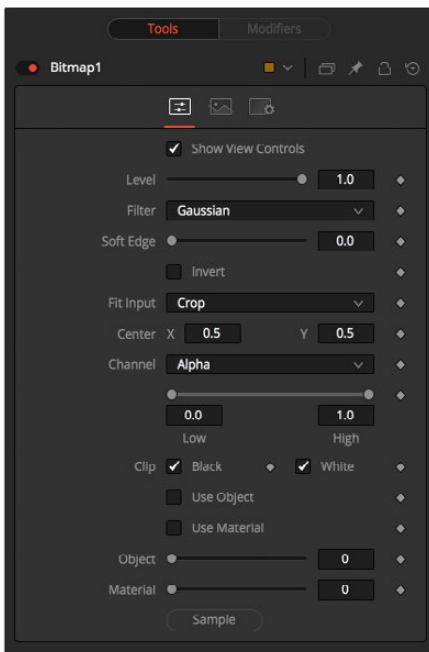 Tools Modifiers
Bitmap1
Show View Controls
Level 1.0
Filter Gaussian
Soft Edge 0.0
Invert
Fit Input Crop
Center X 0.5 Y 0.5
Channel Alpha
0.0 1.0
Low High
Clip Black White
Use Object
Use Material
Object 0
Material 0
Sample